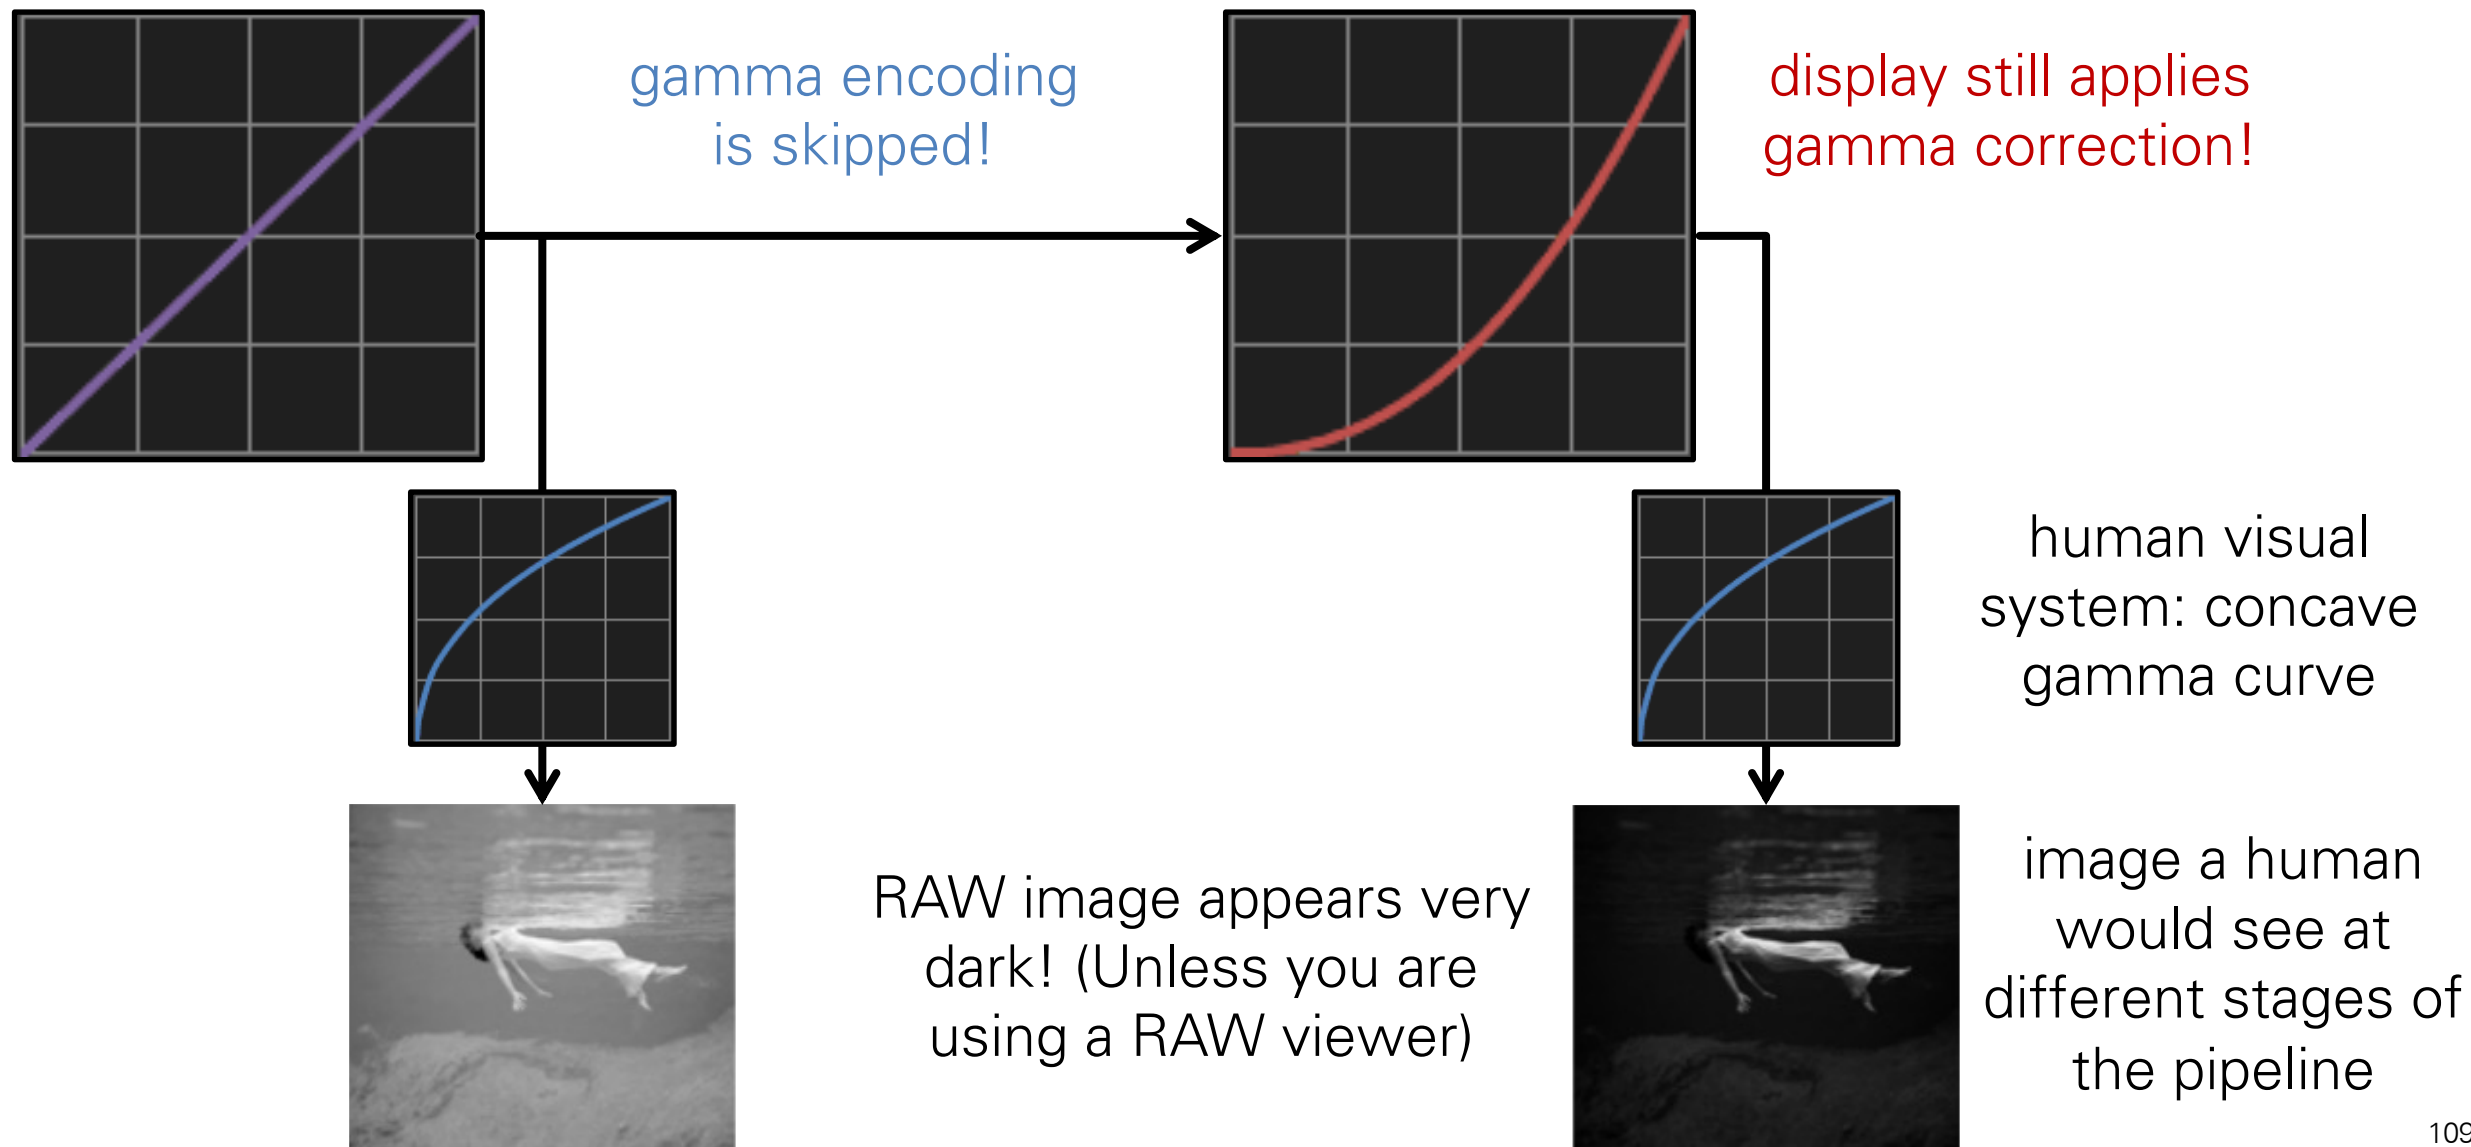 gamma encoding
is skipped!
display still applies
gamma correction!
human visual
system: concave
gamma curve
RAW image appears very
dark! (Unless you are
using a RAW viewer)
image a human
would see at
different stages of
the pipeline
109